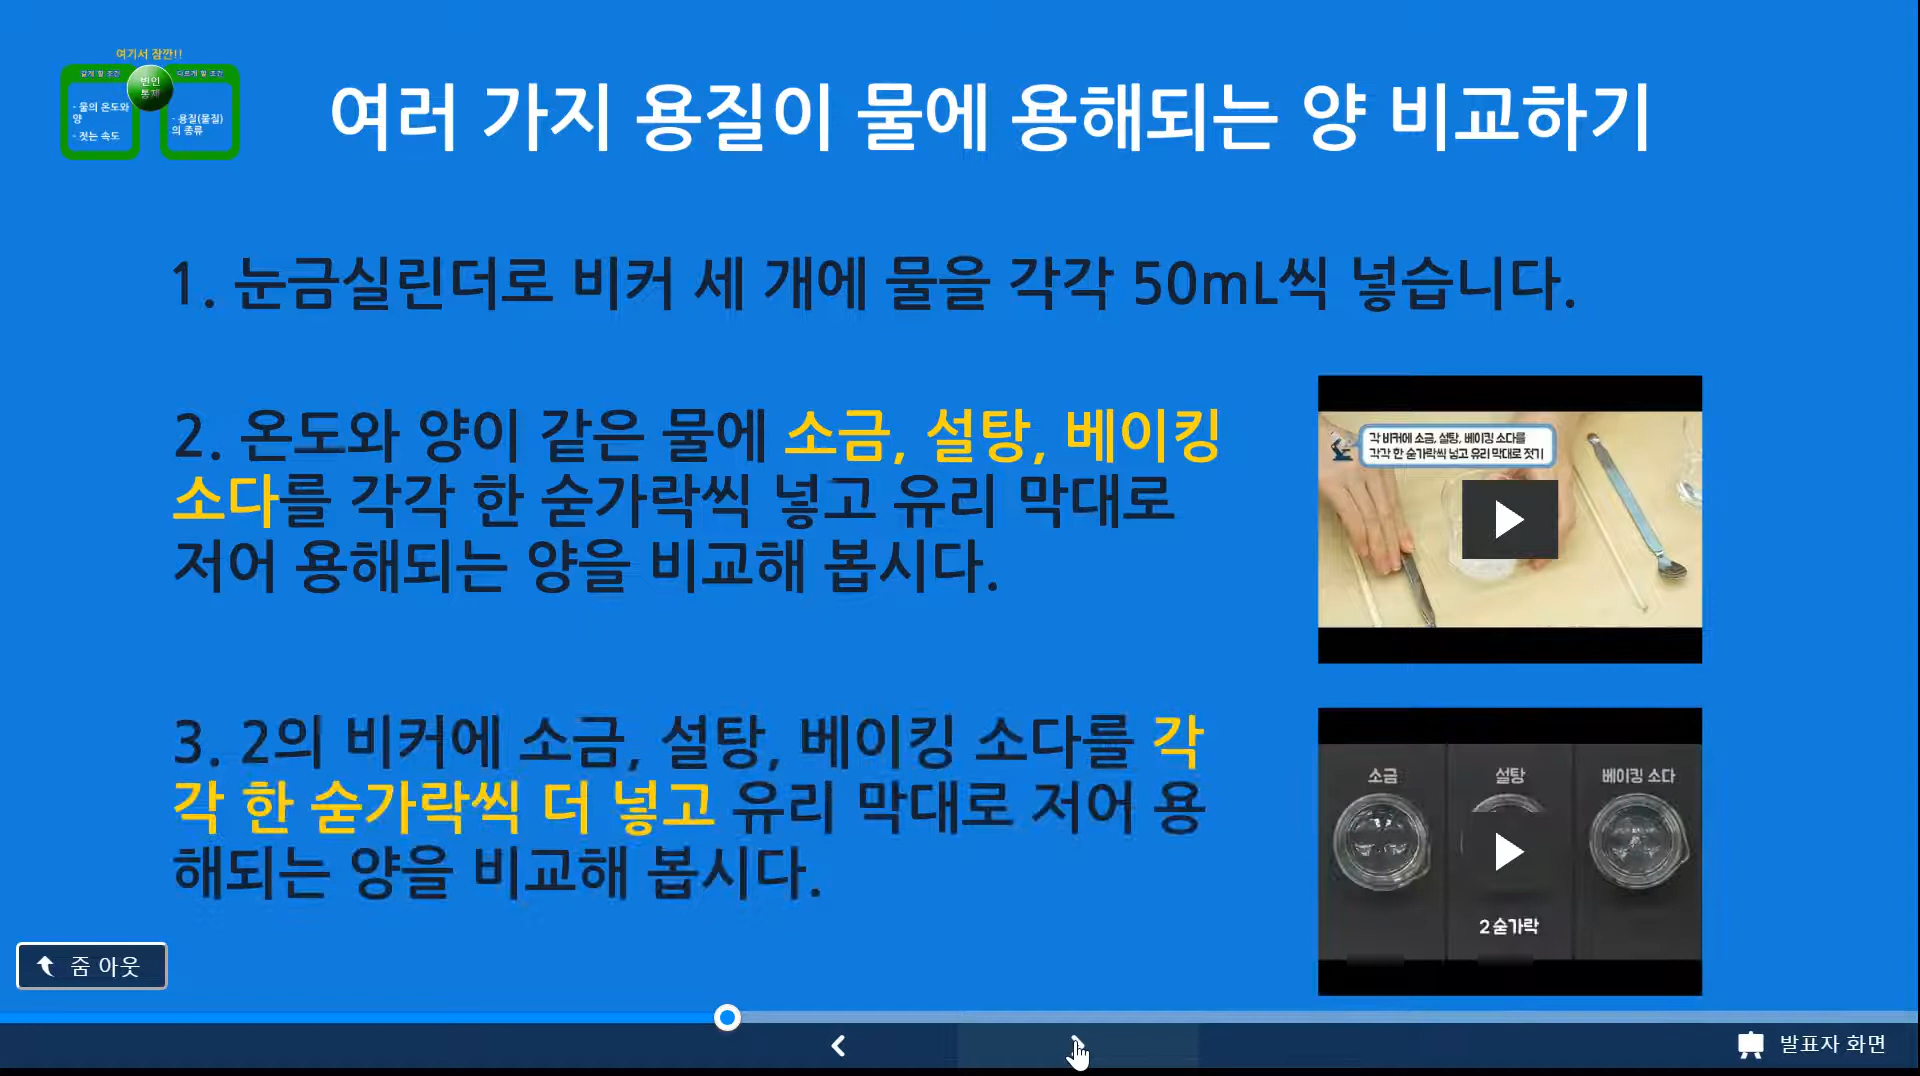 여기서 잠깐!!
같게 할 조건
변인
통제
다르게 할 조건
- 물의 온도와
양
- 젓는 속도
- 용질(물질)
의 종류
여러 가지 용질이 물에 용해되는 양 비교하기
1. 눈금실린더로 비커 세 개에 물을 각각 50mL씩 넣습니다.
2. 온도와 양이 같은 물에 소금, 설탕, 베이킹
소다를 각각 한 숟가락씩 넣고 유리 막대로
저어 용해되는 양을 비교해 봅시다.
각 비커에 소금, 설탕, 베이킹 소다를
각각 한 숟가락씩 넣고 유리 막대로 젓기
3. 2의 비커에 소금, 설탕, 베이킹 소다를 각
각 한 숟가락씩 더 넣고 유리 막대로 저어 용
해되는 양을 비교해 봅시다.
소금
설탕
베이킹 소다
2 숟가락
줌 아웃
발표자 화면